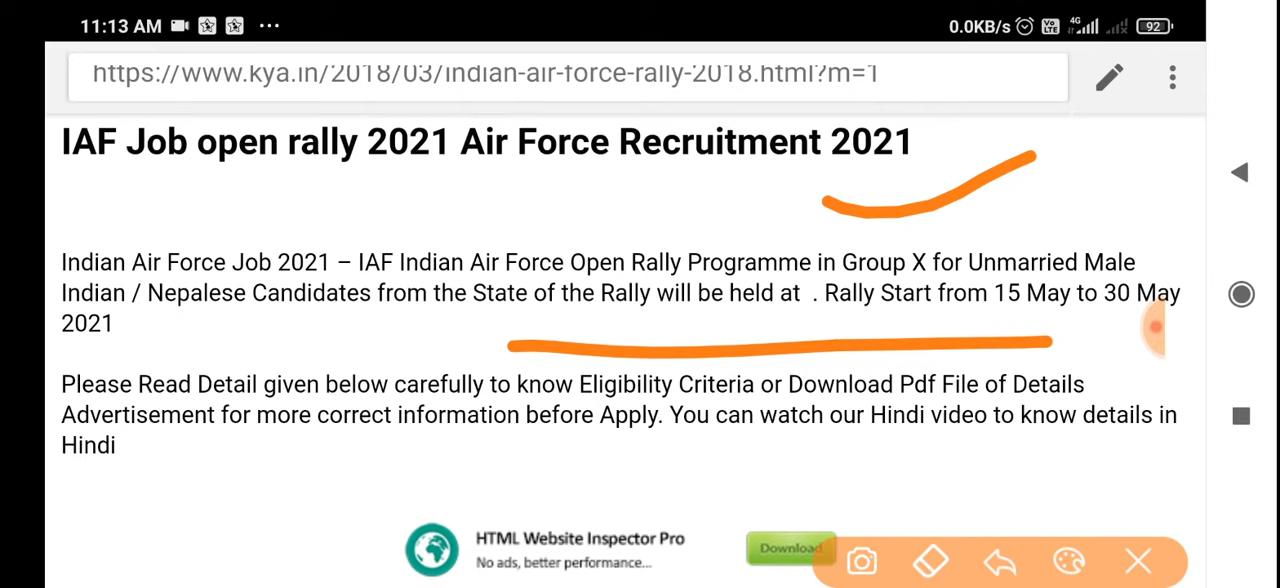 11:13 AM
0.0KB/s
Vo LTE
4G
92
https://www.kya.in/2018/03/indian-air-force-rally-2018.html?m=1
IAF Job open rally 2021 Air Force Recruitment 2021
Indian Air Force Job 2021 – IAF Indian Air Force Open Rally Programme in Group X for Unmarried Male
Indian / Nepalese Candidates from the State of the Rally will be held at  . Rally Start from 15 May to 30 May
2021
Please Read Detail given below carefully to know Eligibility Criteria or Download Pdf File of Details
Advertisement for more correct information before Apply. You can watch our Hindi video to know details in
Hindi
HTML Website Inspector Pro
No ads, better performance...
Download